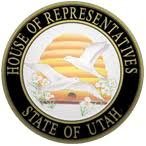 HOUSE OF REPRESENTATIVES
STATE OF UTAH